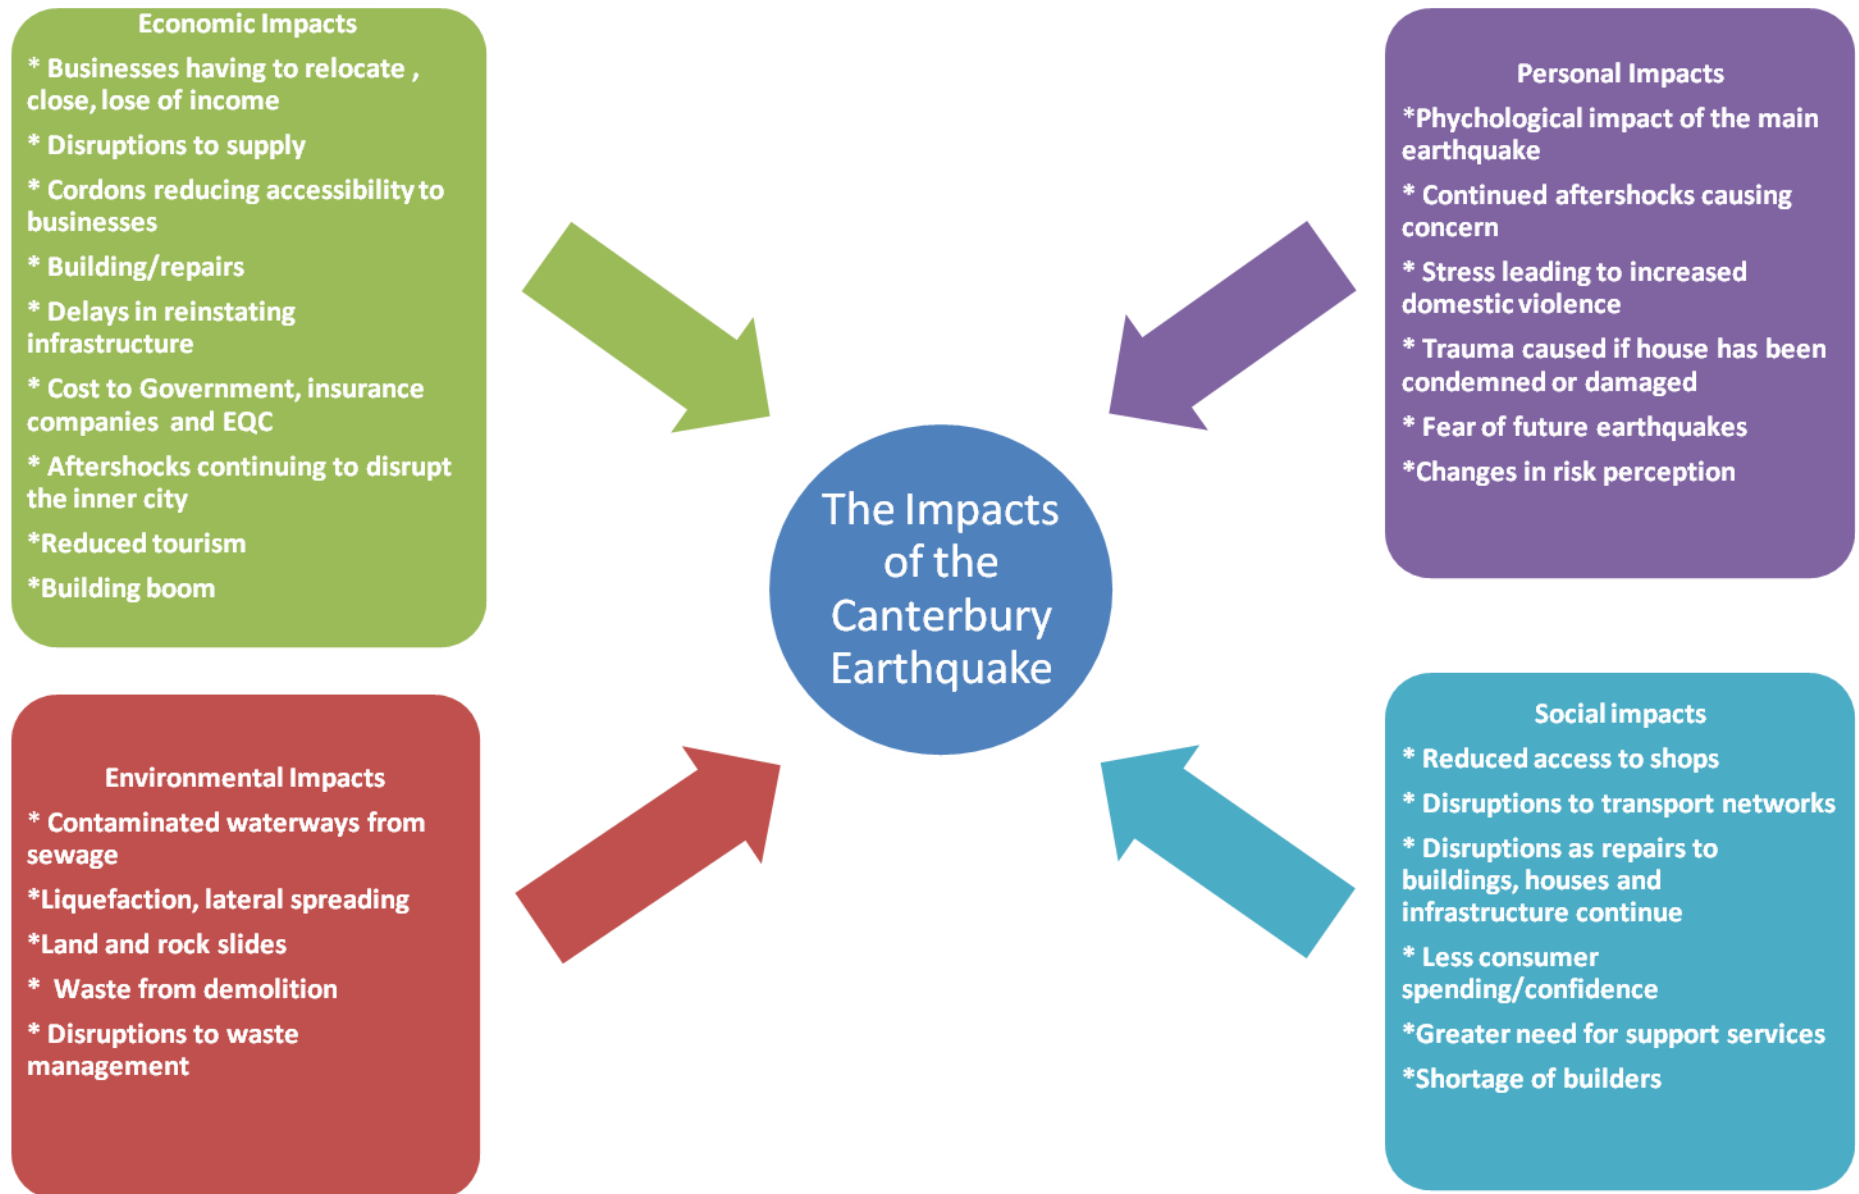 Economic Impacts
* Businesses having to relocate ,
close, lose of income
* Disruptions to supply
* Cordons reducing accessibility to
businesses
* Building/repairs
* Delays in reinstating
infrastructure
* Cost to Government, insurance
companies and EQC
* Aftershocks continuing to disrupt
the inner city
*Reduced tourism
*Building boom
Personal Impacts
*Phychological impact of the main
earthquake
* Continued aftershocks causing
concern
* Stress leading to increased
domestic violence
* Trauma caused if house has been
condemned or damaged
* Fear of future earthquakes
*Changes in risk perception
The Impacts
of the
Canterbury
Earthquake
Environmental Impacts
* Contaminated waterways from
sewage
*Liquefaction, lateral spreading
*Land and rock slides
* Waste from demolition
* Disruptions to waste
management
Social impacts
* Reduced access to shops
* Disruptions to transport networks
* Disruptions as repairs to
buildings, houses and
infrastructure continue
* Less consumer
spending/confidence
*Greater need for support services
*Shortage of builders